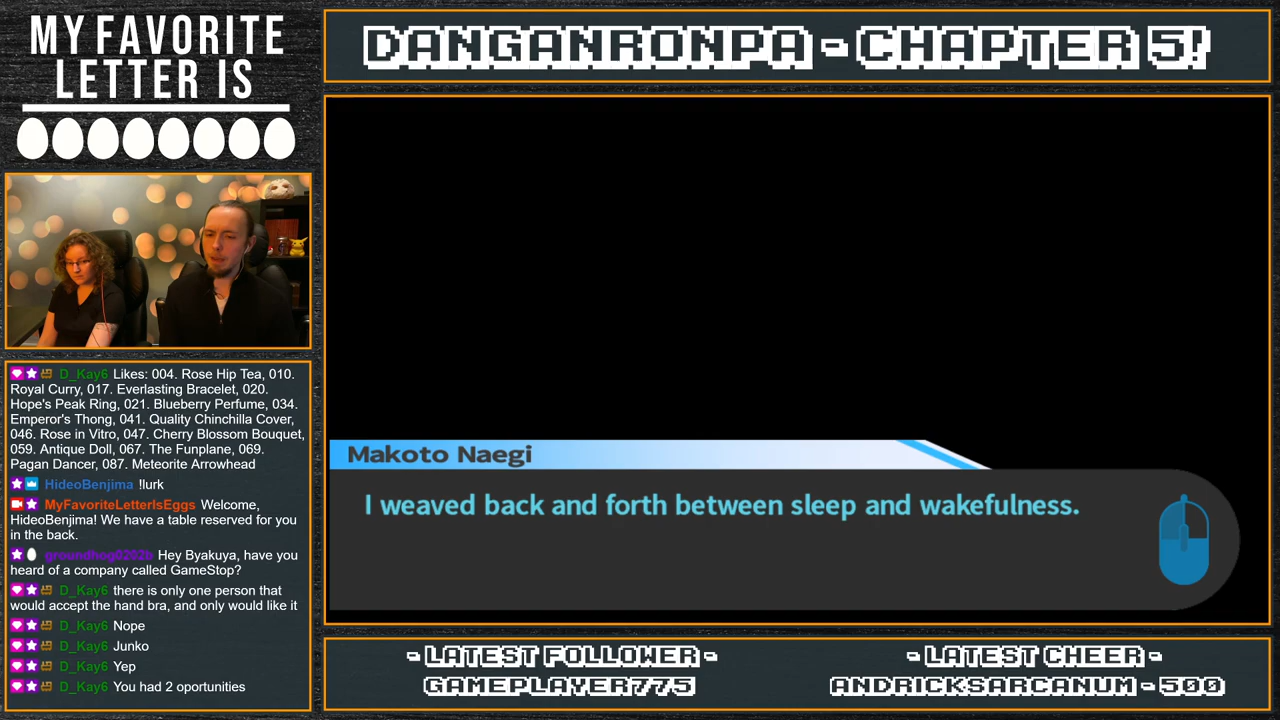 MY FAVORITE
LETTER IS
DANGANRONPA - CHAPTER 5!
D_Kay6 Likes: 004. Rose Hip Tea, 010.
Royal Curry, 017. Everlasting Bracelet, 020.
Hope's Peak Ring, 021. Blueberry Perfume, 034.
Emperor's Thong, 041. Quality Chinchilla Cover,
046. Rose in Vitro, 047. Cherry Blossom Bouquet,
059. Antique Doll, 067. The Funplane, 069.
Pagan Dancer, 087. Meteorite Arrowhead
HideoBenjima !lurk
MyFavoriteLetterIsEggs Welcome,
HideoBenjima! We have a table reserved for you
in the back.
groundhog0202b Hey Byakuya, have you
heard of a company called GameStop?
D_Kay6 there is only one person that
would accept the hand bra, and only would like it
D_Kay6 Nope
D_Kay6 Junko
D_Kay6 Yep
D_Kay6 You had 2 oportunities
Makoto Naegi
I weaved back and forth between sleep and wakefulness.
- LATEST FOLLOWER -
GAMEPLAYER775
- LATEST CHEER -
ANDRICKSARCANUM - 500